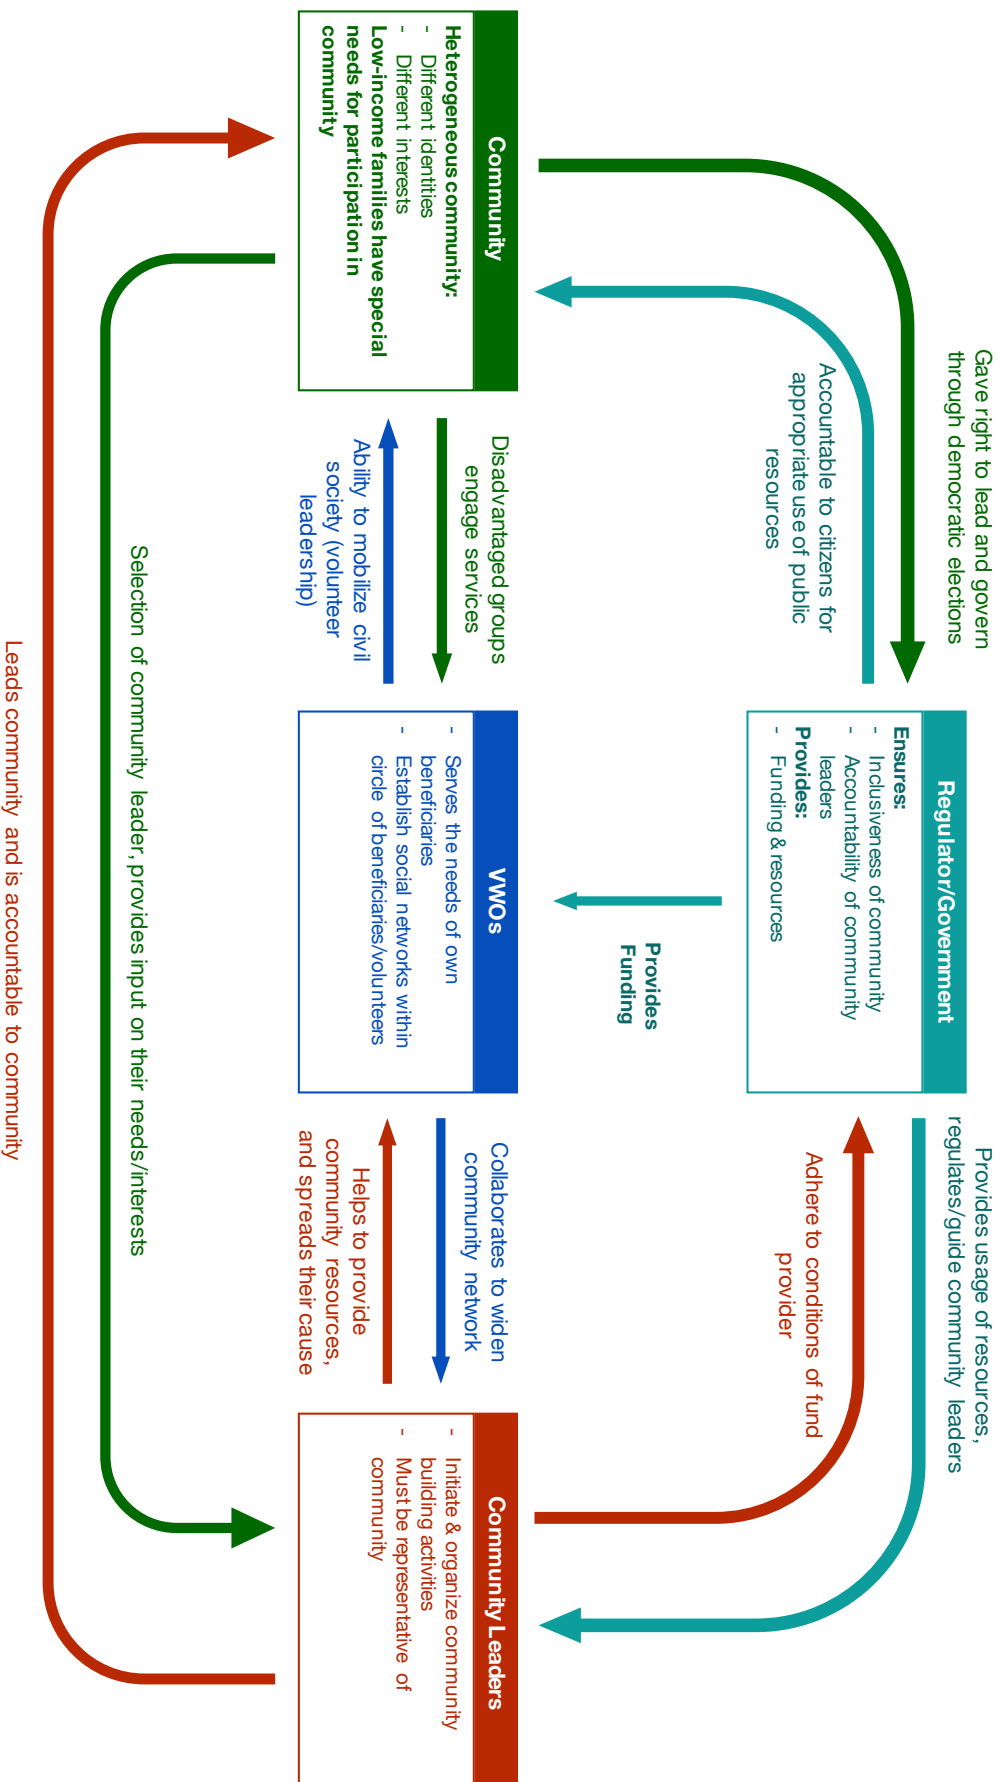 Gave right to lead and govern
through democratic elections
Provides usage of resources,
regulates/guide community leaders
Regulator/Government
Ensures:
- Inclusiveness of community
- Accountability of community
leaders
Provides:
- Funding & resources
Accountable to citizens for
appropriate use of public
resources
Adhere to conditions of fund
provider
Provides
Funding
Community
Heterogeneous community:
- Different identities
- Different interests
Low-income families have special
needs for participation in
community
Disadvantaged groups
engage services
Ability to mobilize civil
society (volunteer
leadership)
VWOs
- Serves the needs of own
beneficiaries
- Establish social networks within
circle of beneficiaries/volunteers
Collaborates to widen
community network
Helps to provide
community resources,
and spreads their cause
Community Leaders
- Initiate & organize community
building activities
- Must be representative of
community
Selection of community leader, provides input on their needs/interests
Leads community and is accountable to community